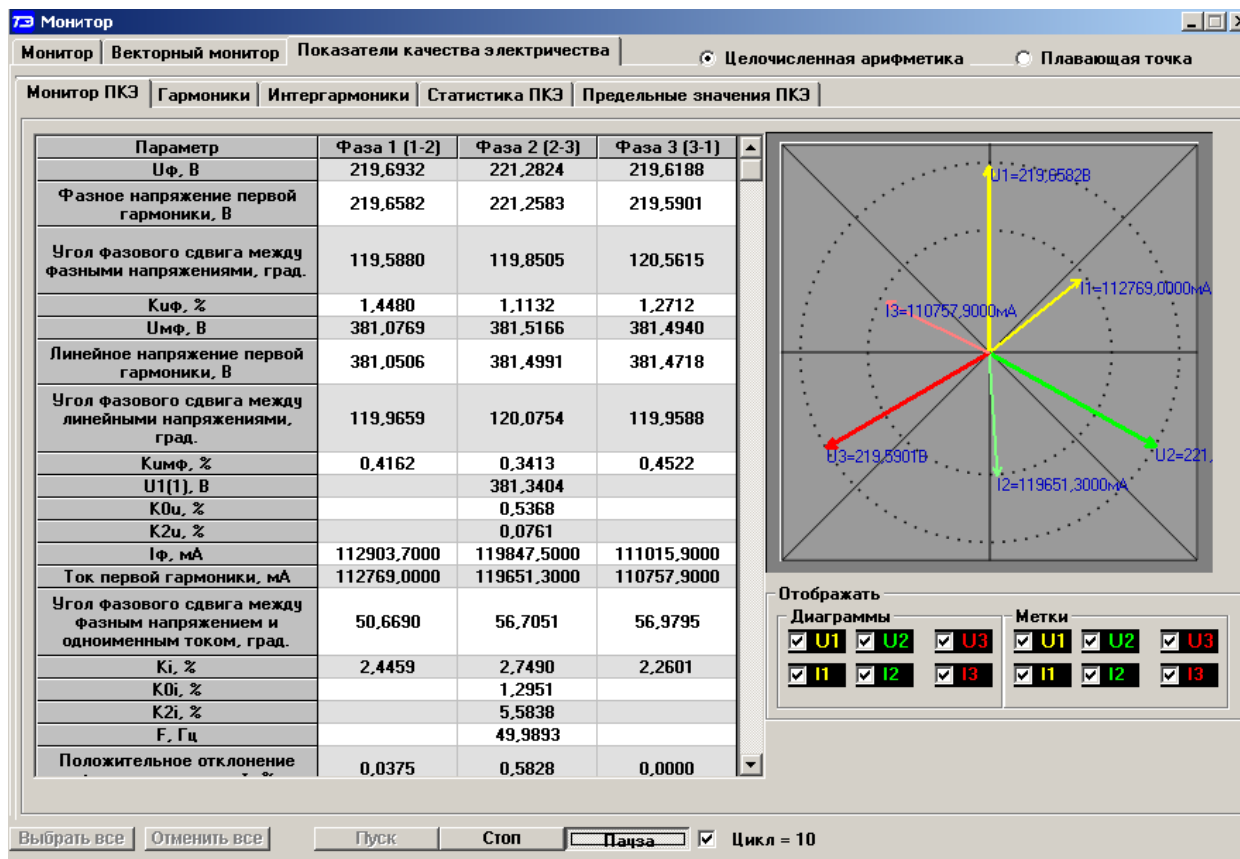 ТЭ Монитор
Монитор Векторный монитор Показатели качества электричества Целочисленная арифметика Плавающая точка
Монитор ПКЭ Гармоники Интергармоники Статистика ПКЭ Предельные значения ПКЭ
Параметр Фаза 1 (1-2) Фаза 2 (2-3) Фаза 3 (3-1)
Uф, В 219,6932 221,2824 219,6188
Фазное напряжение первой
гармоники, В 219,6582 221,2583 219,5901
Угол фазового сдвига между
фазными напряжениями, град. 119,5880 119,8505 120,5615
Kuф, % 1,4480 1,1132 1,2712
Uмф, В 381,0769 381,5166 381,4940
Линейное напряжение первой
гармоники, В 381,0506 381,4991 381,4718
Угол фазового сдвига между
линейными напряжениями,
град. 119,9659 120,0754 119,9588
Kuмф, % 0,4162 0,3413 0,4522
U1(1), В 381,3404
K0u, % 0,5368
K2u, % 0,0761
Iф, мА 112903,7000 119847,5000 111015,9000
Ток первой гармоники, мА 112769,0000 119651,3000 110757,9000
Угол фазового сдвига между
фазным напряжением и
одноименным током, град. 50,6690 56,7051 56,9795
Ki, % 2,4459 2,7490 2,2601
K0i, % 1,2951
K2i, % 5,5838
F, Гц 49,9893
Положительное отклонение
0,0375 0,5828 0,0000
U1=219,6582В
I1=112769,0000мА
I3=110757,9000мА
U3=219,5901В
U2=221,
I2=119651,3000мА
Отображать
Диаграммы Метки
U1 U2 U3 U1 U2 U3
I1 I2 I3 I1 I2 I3
Выбрать все Отменить все Пуск Стоп Пауза Цикл = 10